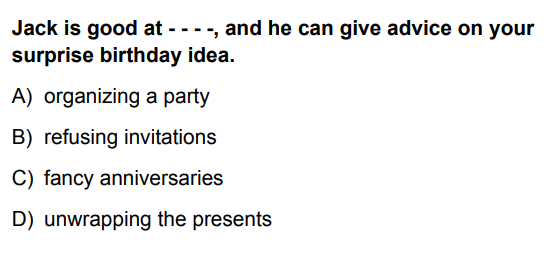 Jack is good at - - - -, and he can give advice on your
surprise birthday idea.
A) organizing a party
B) refusing invitations
C) fancy anniversaries
D) unwrapping the presents